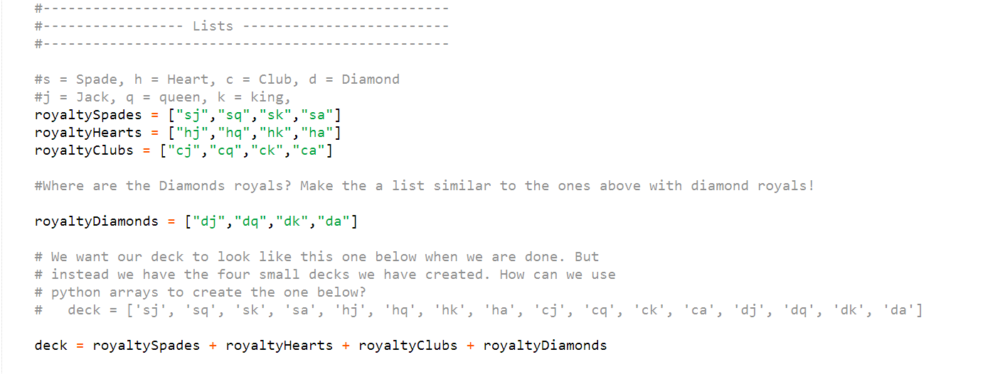 #-------------------------------------------------
#----------------- Lists -------------------------
#-------------------------------------------------
#s = Spade, h = Heart, c = Club, d = Diamond
#j = Jack, q = queen, k = king,
royaltySpades = ["sj","sq","sk","sa"]
royaltyHearts = ["hj","hq","hk","ha"]
royaltyClubs = ["cj","cq","ck","ca"]
#Where are the Diamonds royals? Make the a list similar to the ones above with diamond royals!
royaltyDiamonds = ["dj","dq","dk","da"]
# We want our deck to look like this one below when we are done. But
# instead we have the four small decks we have created. How can we use
# python arrays to create the one below?
#   deck = ['sj', 'sq', 'sk', 'sa', 'hj', 'hq', 'hk', 'ha', 'cj', 'cq', 'ck', 'ca', 'dj', 'dq', 'dk', 'da']
deck = royaltySpades + royaltyHearts + royaltyClubs + royaltyDiamonds